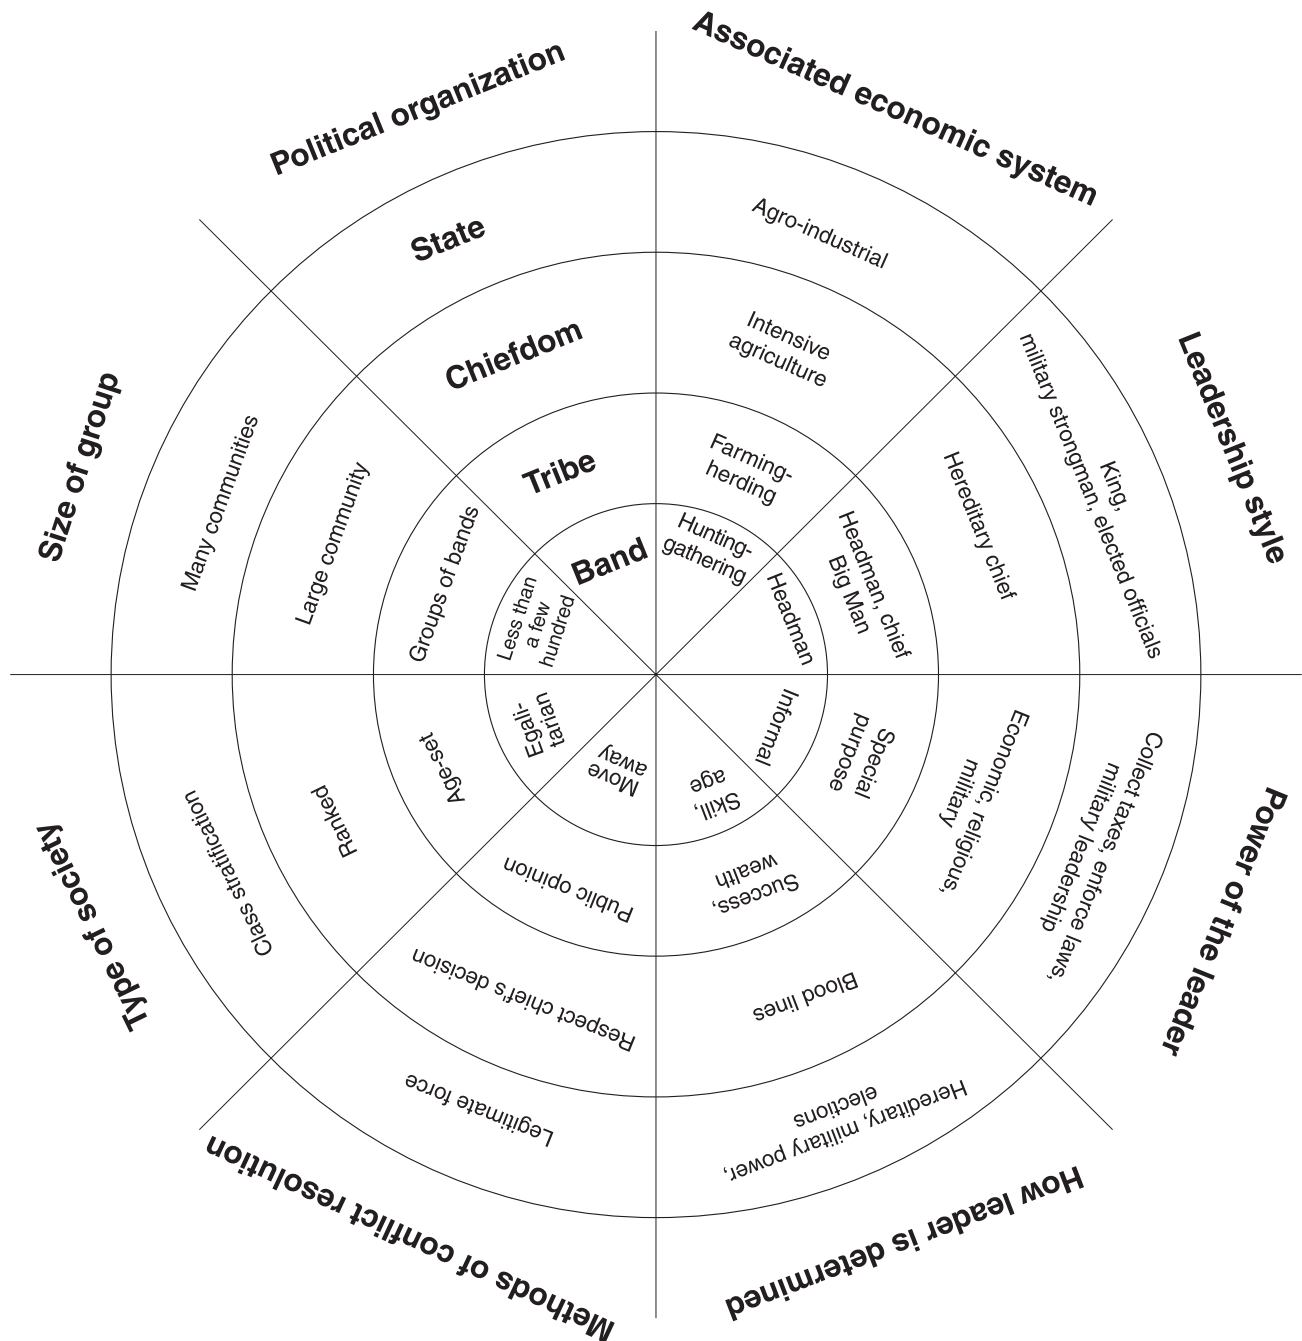 Political organization
State
Chiefdom
Tribe
Band
Associated economic system
Agro-industrial
Intensive
agriculture
Farming-
herding
Hunting-
gathering
Leadership style
King,
military strongman, elected officials
Hereditary chief
Headman, chief
Big Man
Headman
Power of the leader
Collect taxes, enforce laws,
military leadership
Economic, religious,
military
Special
purpose
Informal
How leader is determined
Hereditary, military power,
elections
Blood lines
Success,
wealth
Skill,
age
Methods of conflict resolution
Legitimate force
Respect chief's decision
Public opinion
Move
away
Type of society
Class stratification
Ranked
Age-set
Egali-
tarian
Size of group
Many communities
Large community
Groups of bands
Less than
a few
hundred